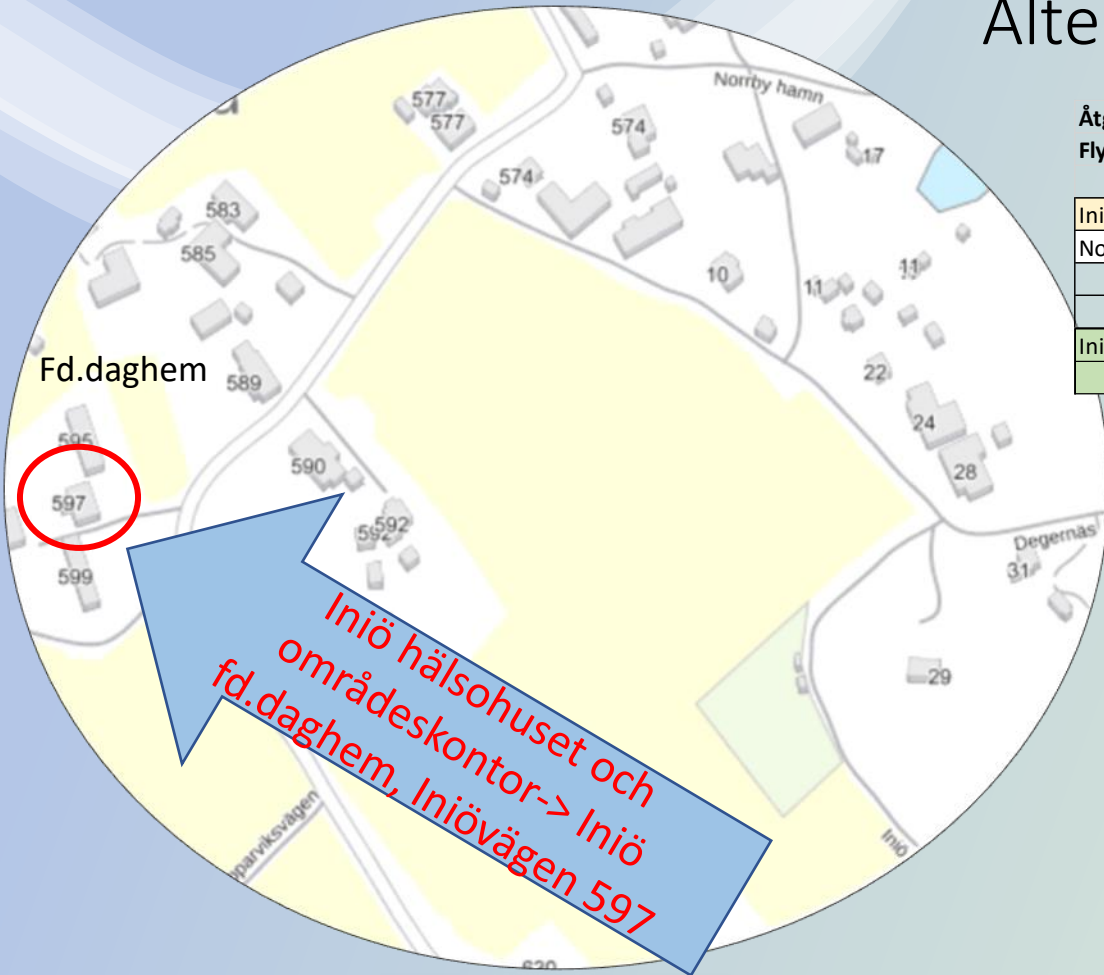 Alte
Åtg
Fly
Ini
No
Ini
Norrby hamn
577
577
574
574
17
583
585
10
11
11
Fd.daghem
589
22
595
24
590
28
597
592
592
Degernäs
31
599
29
Iniö hälsohuset och
områdeskontor-> Iniö
fd.daghem, Iniövägen 597
parviksvägen
Iniö